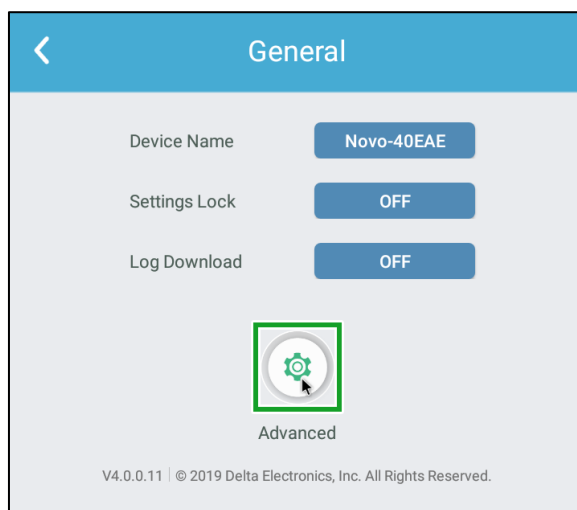 General
Device Name Novo-40EAE
Settings Lock OFF
Log Download OFF
Advanced
V4.0.0.11 | © 2019 Delta Electronics, Inc. All Rights Reserved.